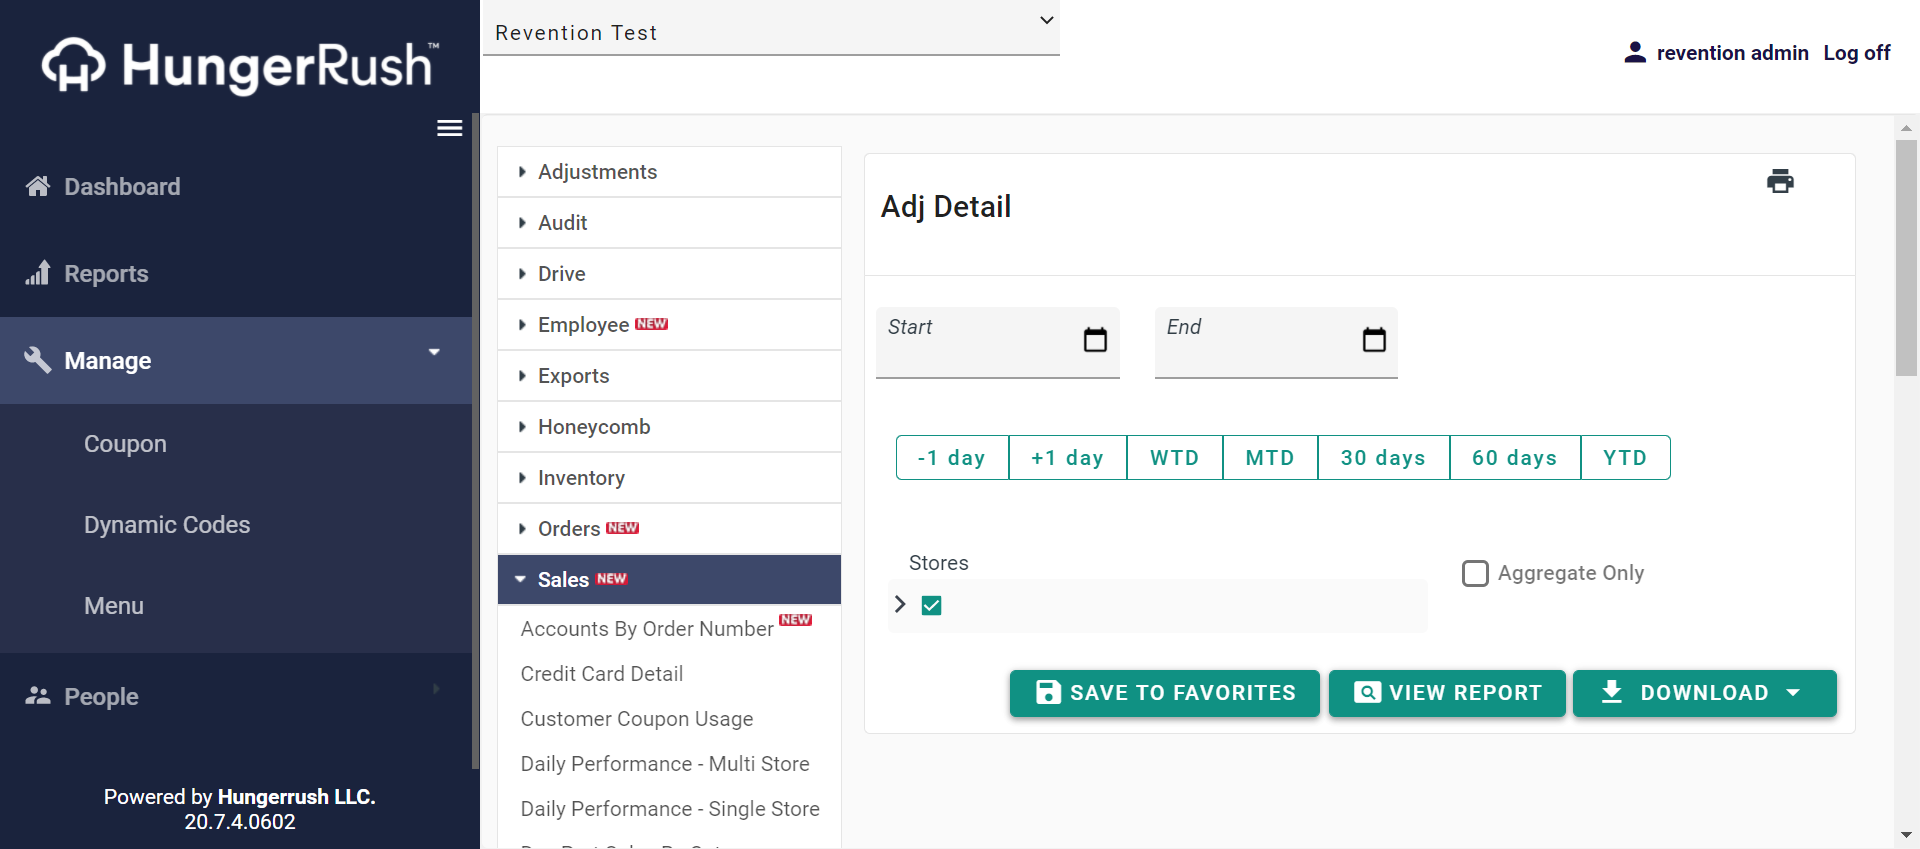 HungerRush™
Revention Test
revention admin
Log off
Dashboard
Reports
Manage
Coupon
Dynamic Codes
Menu
People
Powered by Hungerrush LLC.
20.7.4.0602
Adjustments
Audit
Drive
Employee NEW
Exports
Honeycomb
Inventory
Orders NEW
Sales NEW
Accounts By Order Number NEW
Credit Card Detail
Customer Coupon Usage
Daily Performance - Multi Store
Daily Performance - Single Store
Adj Detail
Start
End
-1 day
+1 day
WTD
MTD
30 days
60 days
YTD
Stores
Aggregate Only
SAVE TO FAVORITES
VIEW REPORT
DOWNLOAD